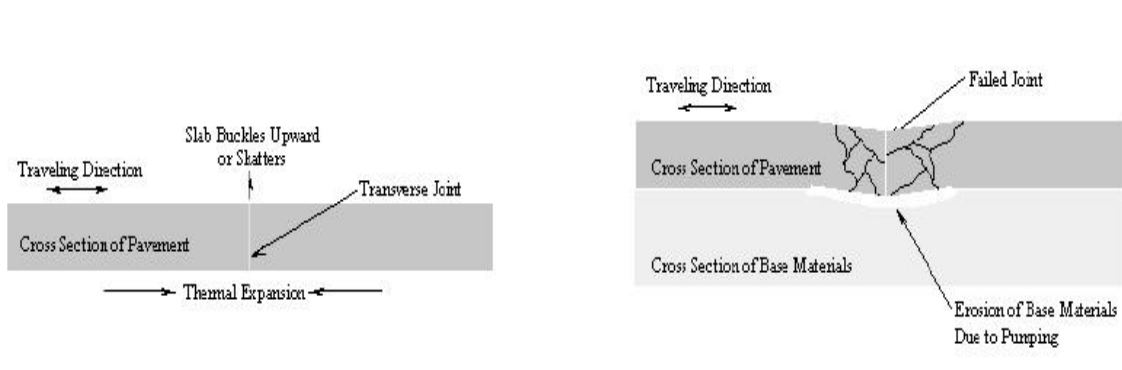 Slab Buckles Upward
or Shatters
Traveling Direction
Transverse Joint
Cross Section of Pavement
Thermal Expansion
Traveling Direction
Failed Joint
Cross Section of Pavement
Cross Section of Base Materials
Erosion of Base Materials
Due to Pumping